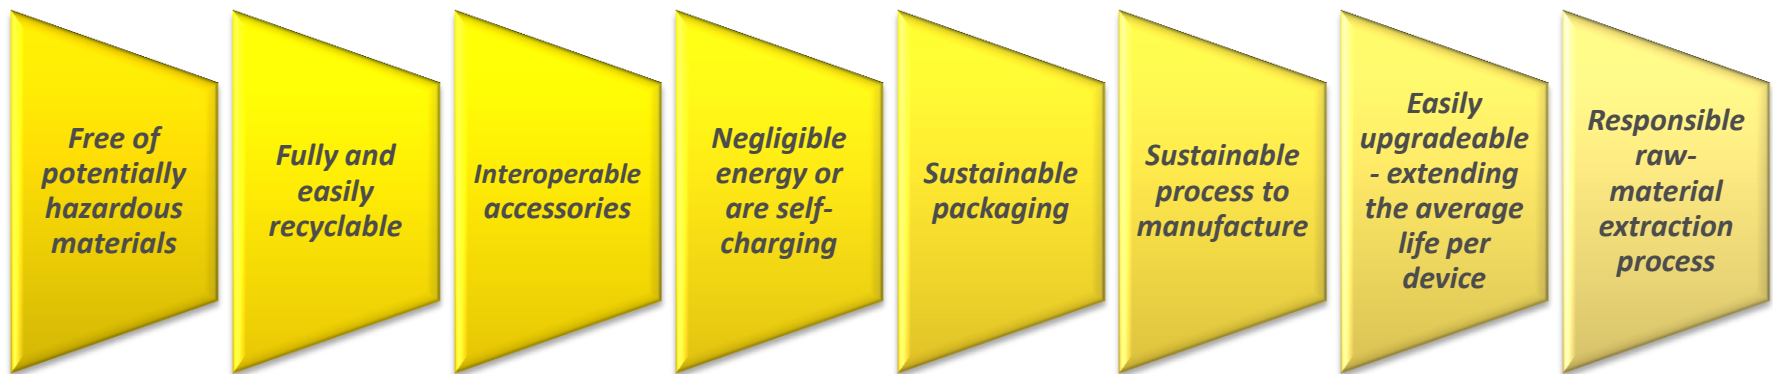 Free of
potentially
hazardous
materials
Fully and
easily
recyclable
Interoperable
accessories
Negligible
energy or
are self-
charging
Sustainable
packaging
Sustainable
process to
manufacture
Easily
upgradeable
- extending
the average
life per
device
Responsible
raw-
material
extraction
process